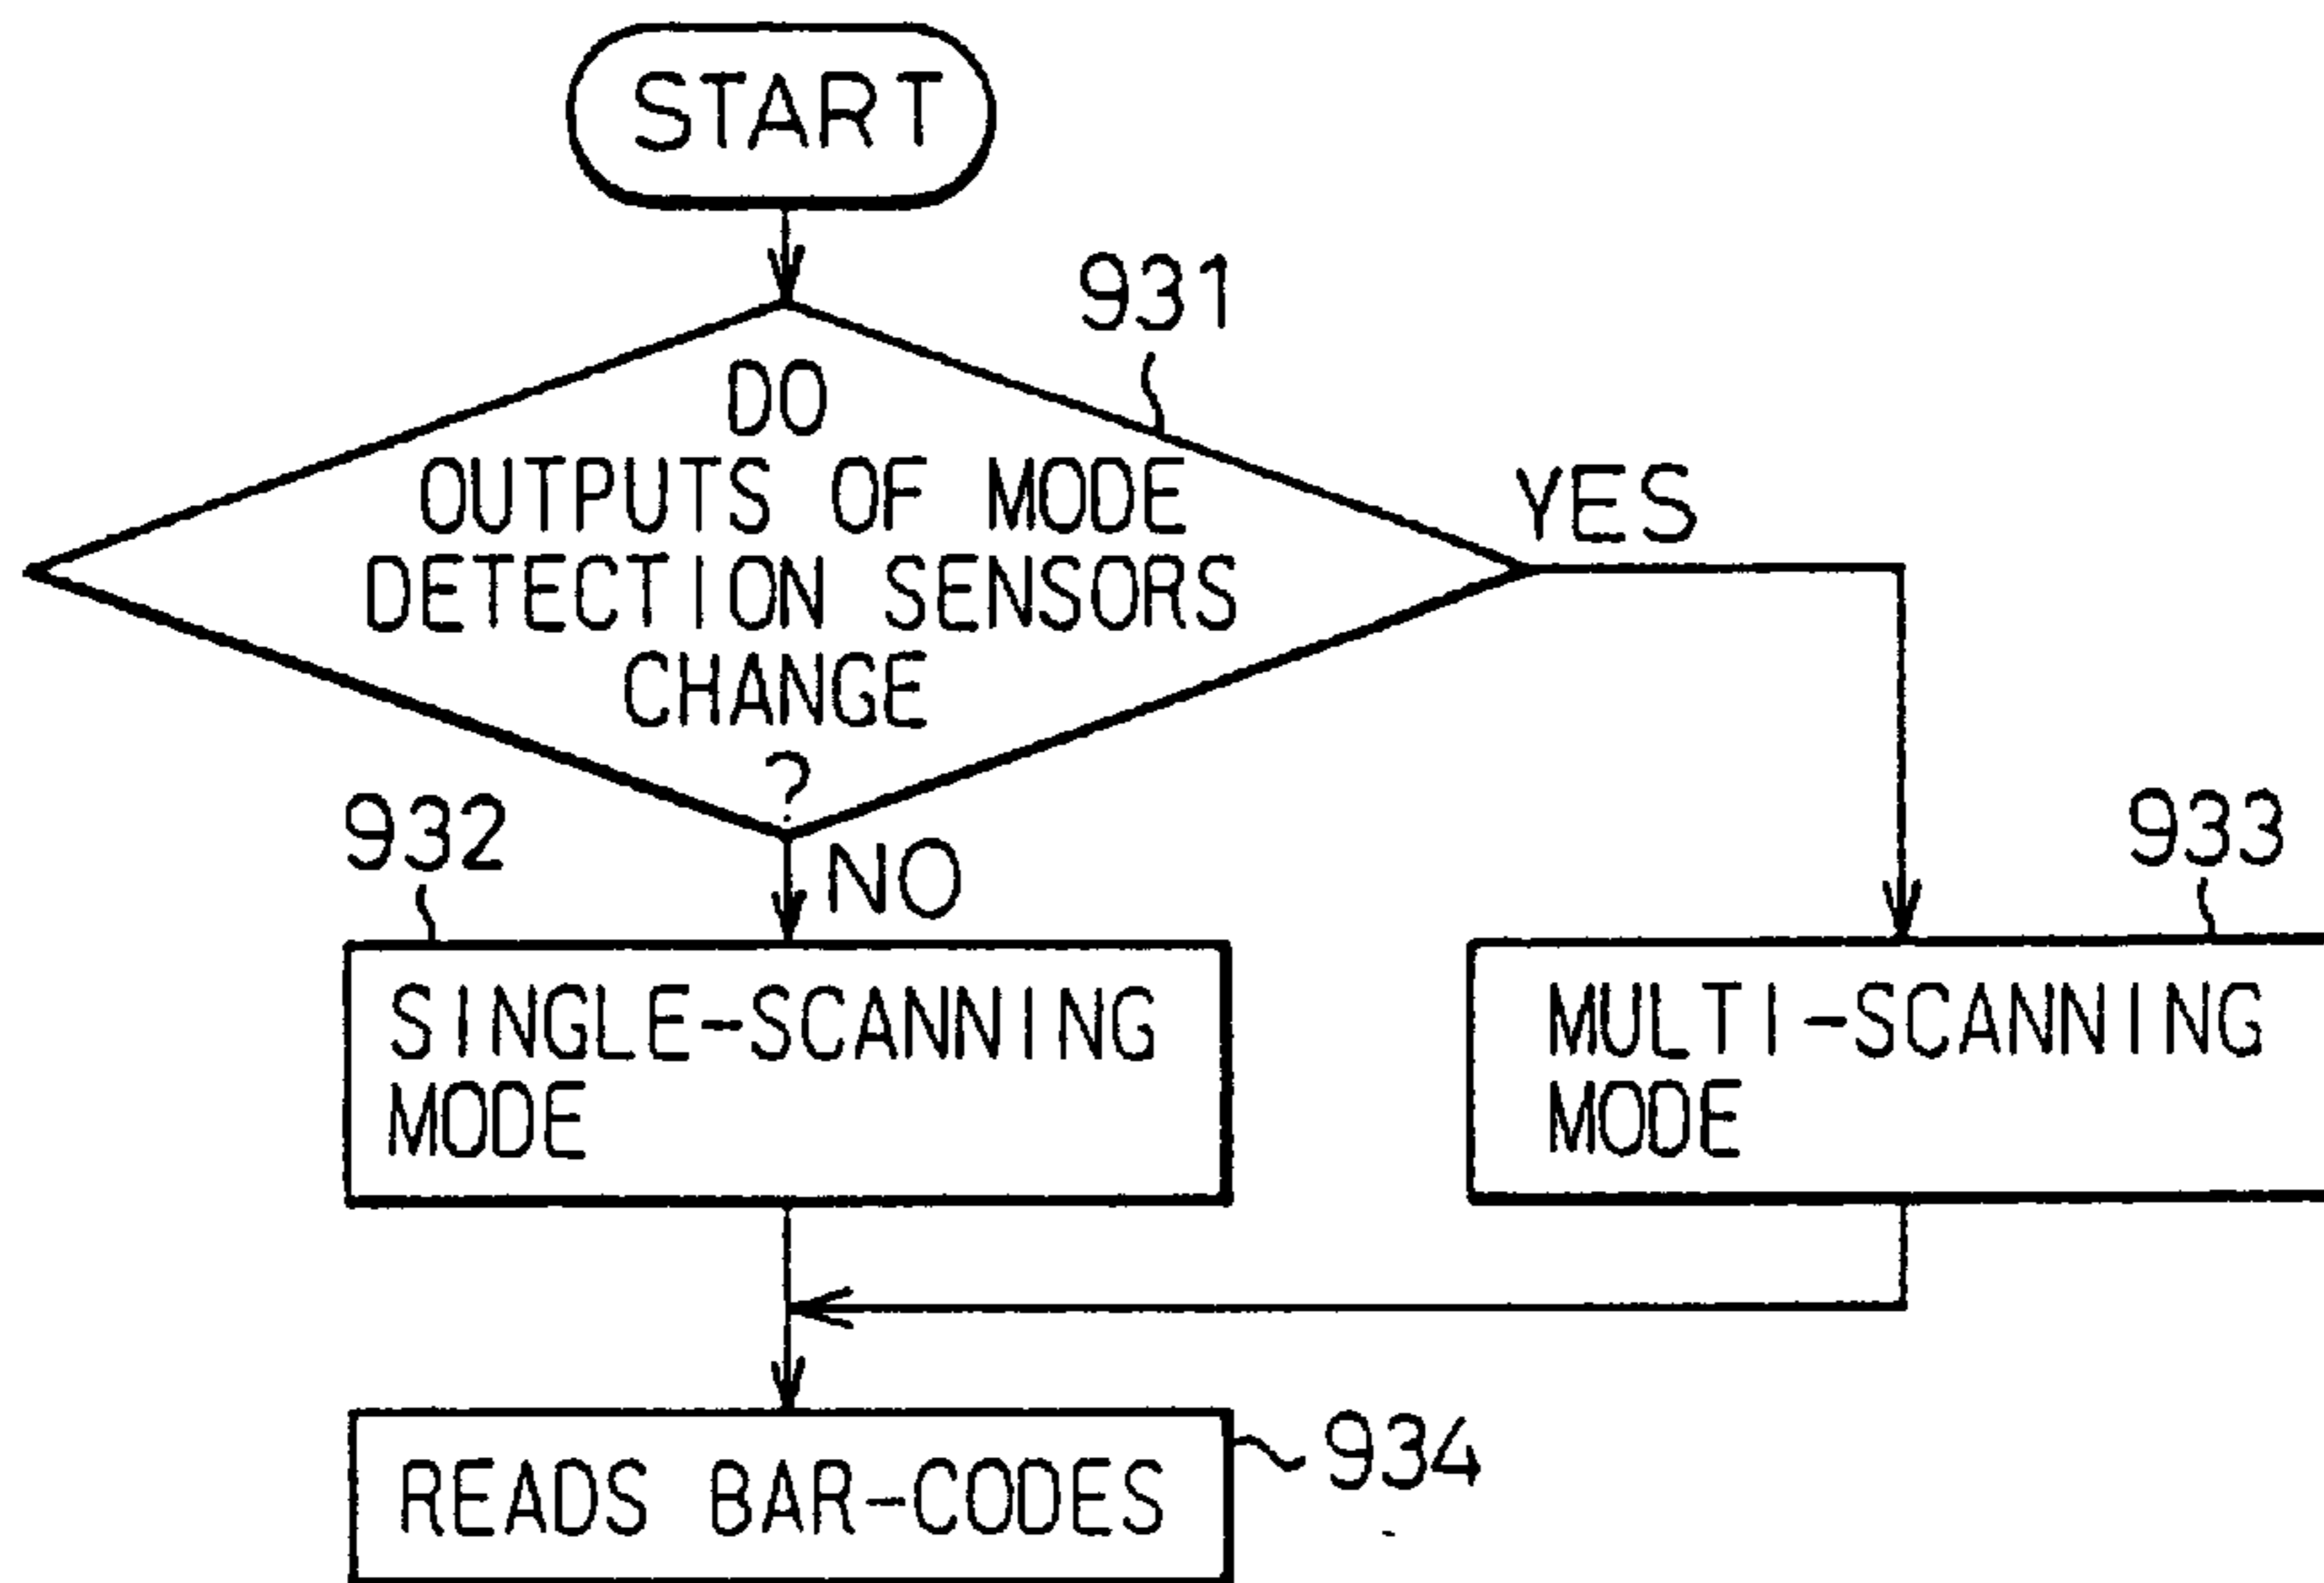 START
931
DO
OUTPUTS OF MODE
DETECTION SENSORS
CHANGE
?
YES
NO
932
933
SINGLE-SCANNING
MODE
MULTI-SCANNING
MODE
READS BAR-CODES
934